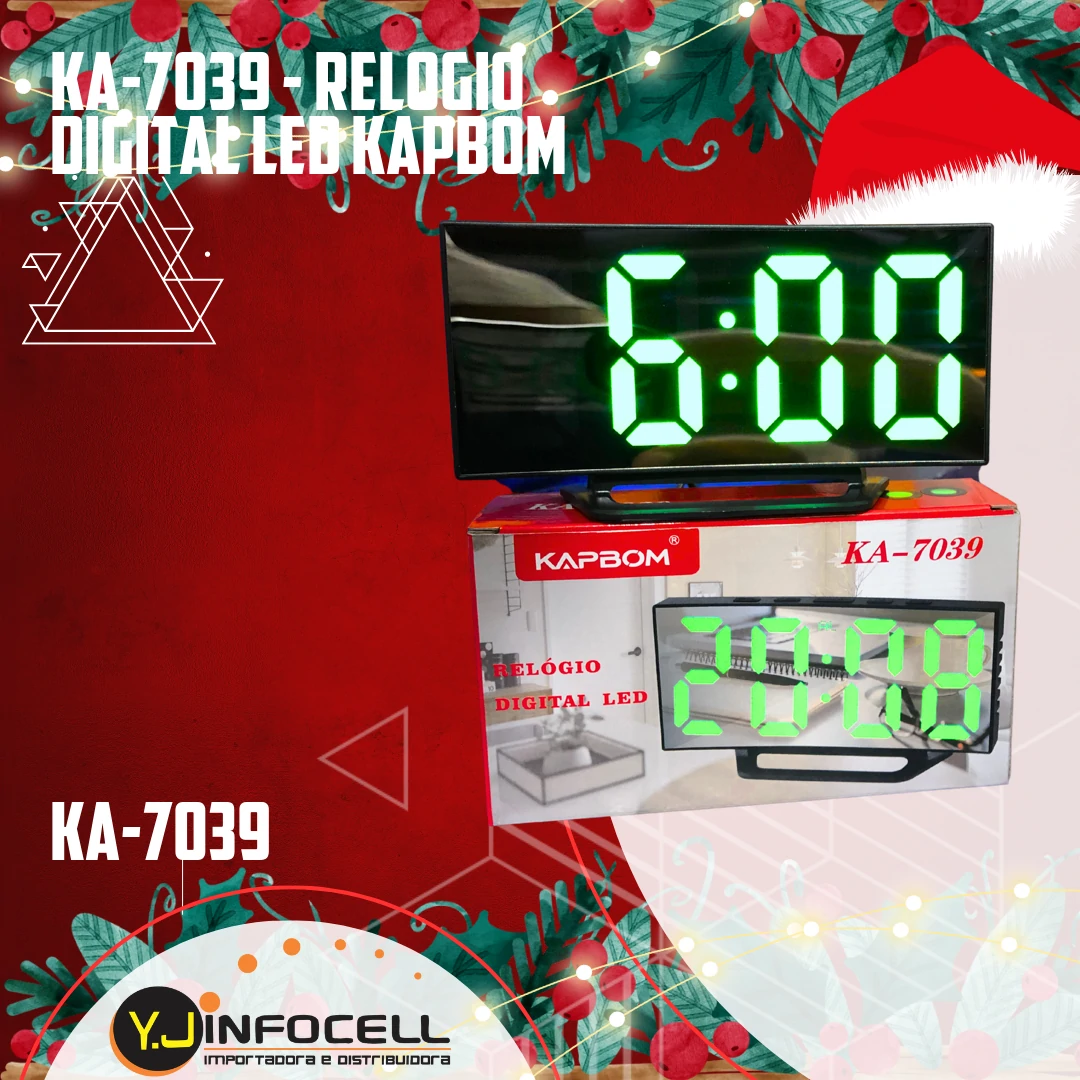 KA-7039 - RELOGIO
DIGITAL LED KAPBOM
6:00
KAPBOM®
KA-7039
20:08
RELÓGIO
DIGITAL LED
KA-7039
Y.J INFOCELL
IMPORTADORA E DISTRIBUIDORA